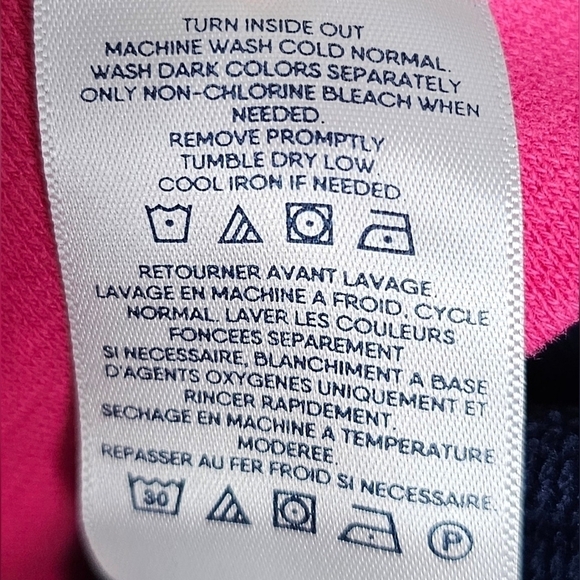 TURN INSIDE OUT
MACHINE WASH COLD NORMAL.
WASH DARK COLORS SEPARATELY
ONLY NON-CHLORINE BLEACH WHEN
NEEDED.
REMOVE PROMPTLY
TUMBLE DRY LOW.
COOL IRON IF NEEDED
RETOURNER AVANT LAVAGE.
LAVAGE EN MACHINE A FROID, CYCLE
NORMAL. LAVER LES COULEURS
FONCEES SEPAREMENT
SI NECESSAIRE, BLANCHIMENT A BASE
D'AGENTS OXYGENES UNIQUEMENT ET
RINCER RAPIDEMENT.
SECHAGE EN MACHINE A TEMPERATURE
MODEREE.
REPASSER AU FER FROID SI NECESSAIRE.
30 P